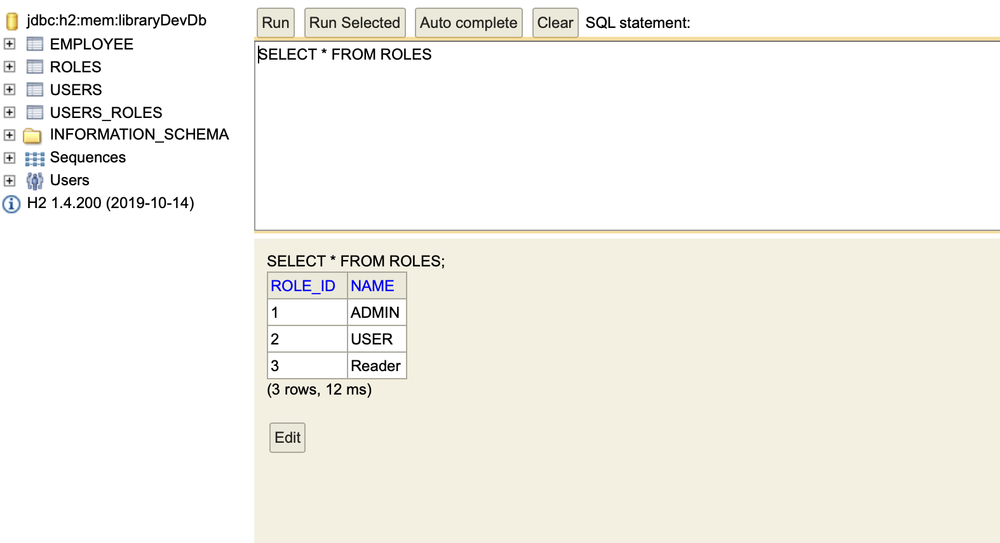 jdbc:h2:mem:libraryDevDb
EMPLOYEE
ROLES
USERS
USERS_ROLES
INFORMATION_SCHEMA
Sequences
Users
H2 1.4.200 (2019-10-14)
Run Run Selected Auto complete Clear SQL statement:
SELECT * FROM ROLES
SELECT * FROM ROLES;
ROLE_ID NAME
1 ADMIN
2 USER
3 Reader
(3 rows, 12 ms)
Edit